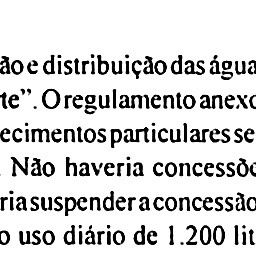 ão e distribuição das água
te”. O regulamento anexo
ecimentos particulares se
. Não haveria concessõe
ria suspender a concessão
o uso diário de 1.200 lit